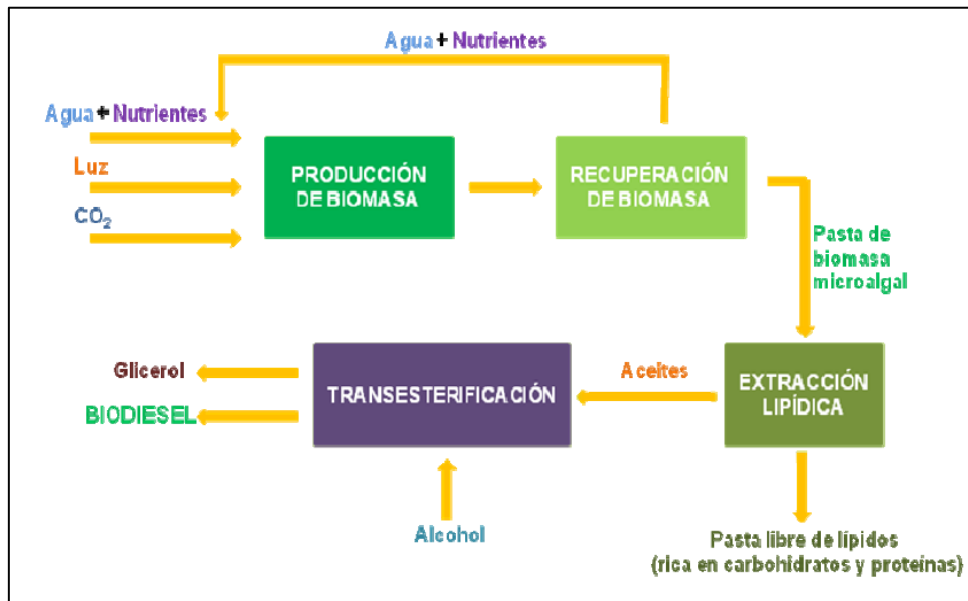 Agua + Nutrientes
Agua + Nutrientes
Luz
CO₂
PRODUCCIÓN
DE BIOMASA
RECUPERACIÓN
DE BIOMASA
Pasta de
biomasa
microalgal
Glicerol
BIODIESEL
TRANSESTERIFICACIÓN
Aceites
EXTRACCIÓN
LIPÍDICA
Alcohol
Pasta libre de lípidos
(rica en carbohidratos y proteínas)